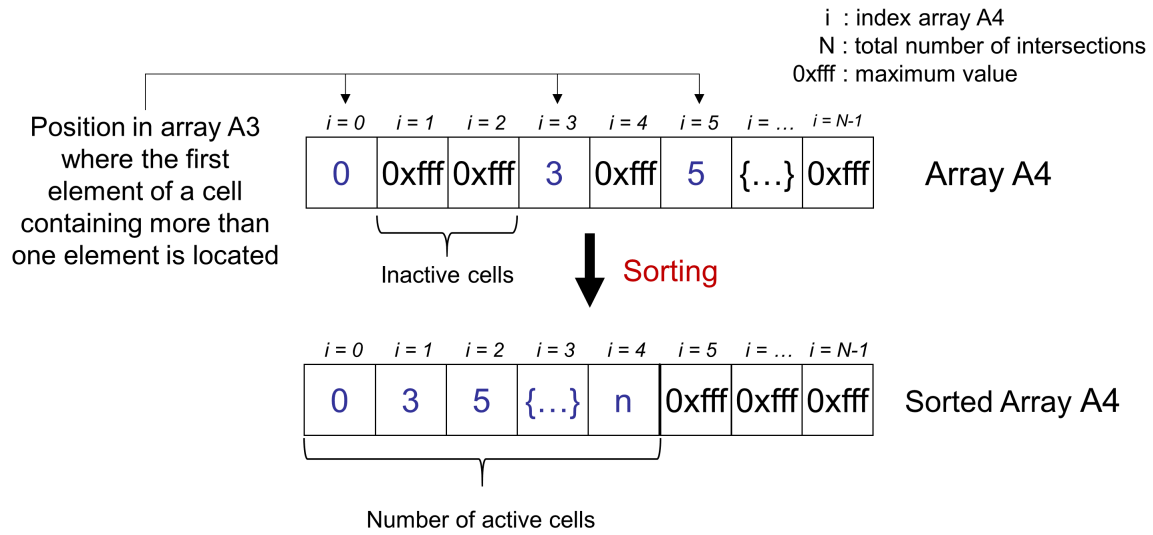 i : index array A4
N : total number of intersections
0xfff : maximum value
Position in array A3
where the first
element of a cell
containing more than
one element is located
i = 0 i = 1 i = 2 i = 3 i = 4 i = 5 i = … i = N-1
0 0xfff 0xfff 3 0xfff 5 {…} 0xfff
Array A4
Inactive cells
Sorting
i = 0 i = 1 i = 2 i = 3 i = 4 i = 5 i = … i = N-1
0 3 5 {…} n 0xfff 0xfff 0xfff
Sorted Array A4
Number of active cells